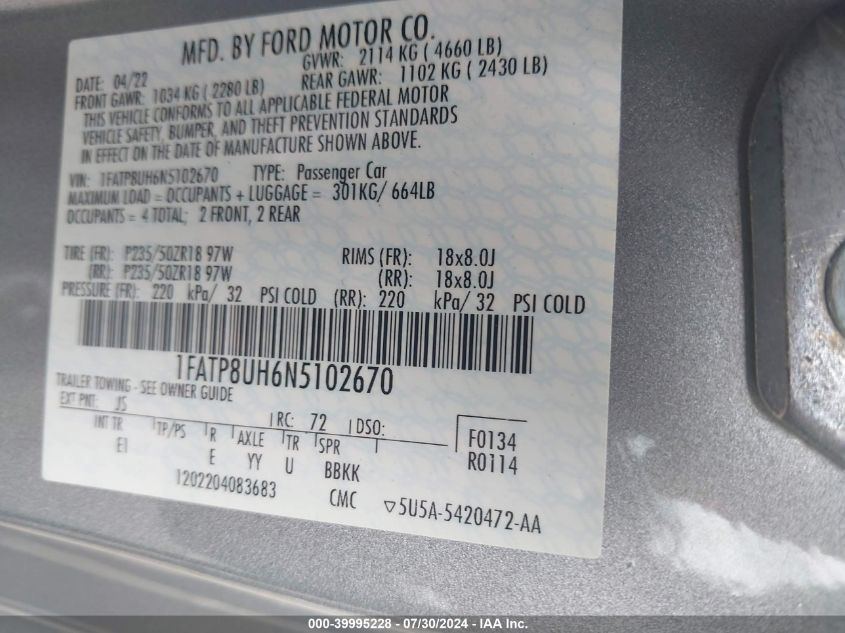 MFD. BY FORD MOTOR CO.
DATE: 04/22 GVWR: 2114 KG ( 4660 LB)
FRONT GAWR: 1034 KG ( 2280 LB) REAR GAWR: 1102 KG ( 2430 LB)
THIS VEHICLE CONFORMS TO ALL APPLICABLE FEDERAL MOTOR
VEHICLE SAFETY, BUMPER, AND THEFT PREVENTION STANDARDS
IN EFFECT ON THE DATE OF MANUFACTURE SHOWN ABOVE.
VIN: 1FATP8UH6N5102670 TYPE: Passenger Car
MAXIMUM LOAD = OCCUPANTS + LUGGAGE = 301KG/ 664LB
OCCUPANTS = 4 TOTAL; 2 FRONT, 2 REAR
TIRE (FR): P235/50ZR18 97W RIMS (FR): 18x8.0J
(RR): P235/50ZR18 97W (RR): 18x8.0J
PRESSURE (FR): 220 kPa/ 32 PSI COLD (RR): 220 kPa/ 32 PSI COLD
1FATP8UH6N5102670
TRAILER TOWING - SEE OWNER GUIDE
EXT PNT: JS RC: 72 DSO:
INT TR TP/PS R AXLE TR SPR F0134
EI E YY U BBKK R0114
1202204083683 CMC ▽5U5A-5420472-AA
000-39995228 - 07/30/2024 - IAA Inc.